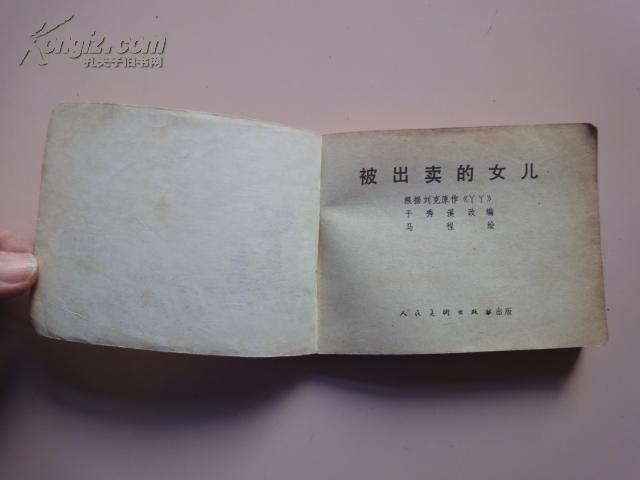 Kongfz.com
孔夫子旧书网
被出卖的女儿
根据刘克原作《丫丫》
于秀溪改编
马程绘
人民美术出版社出版